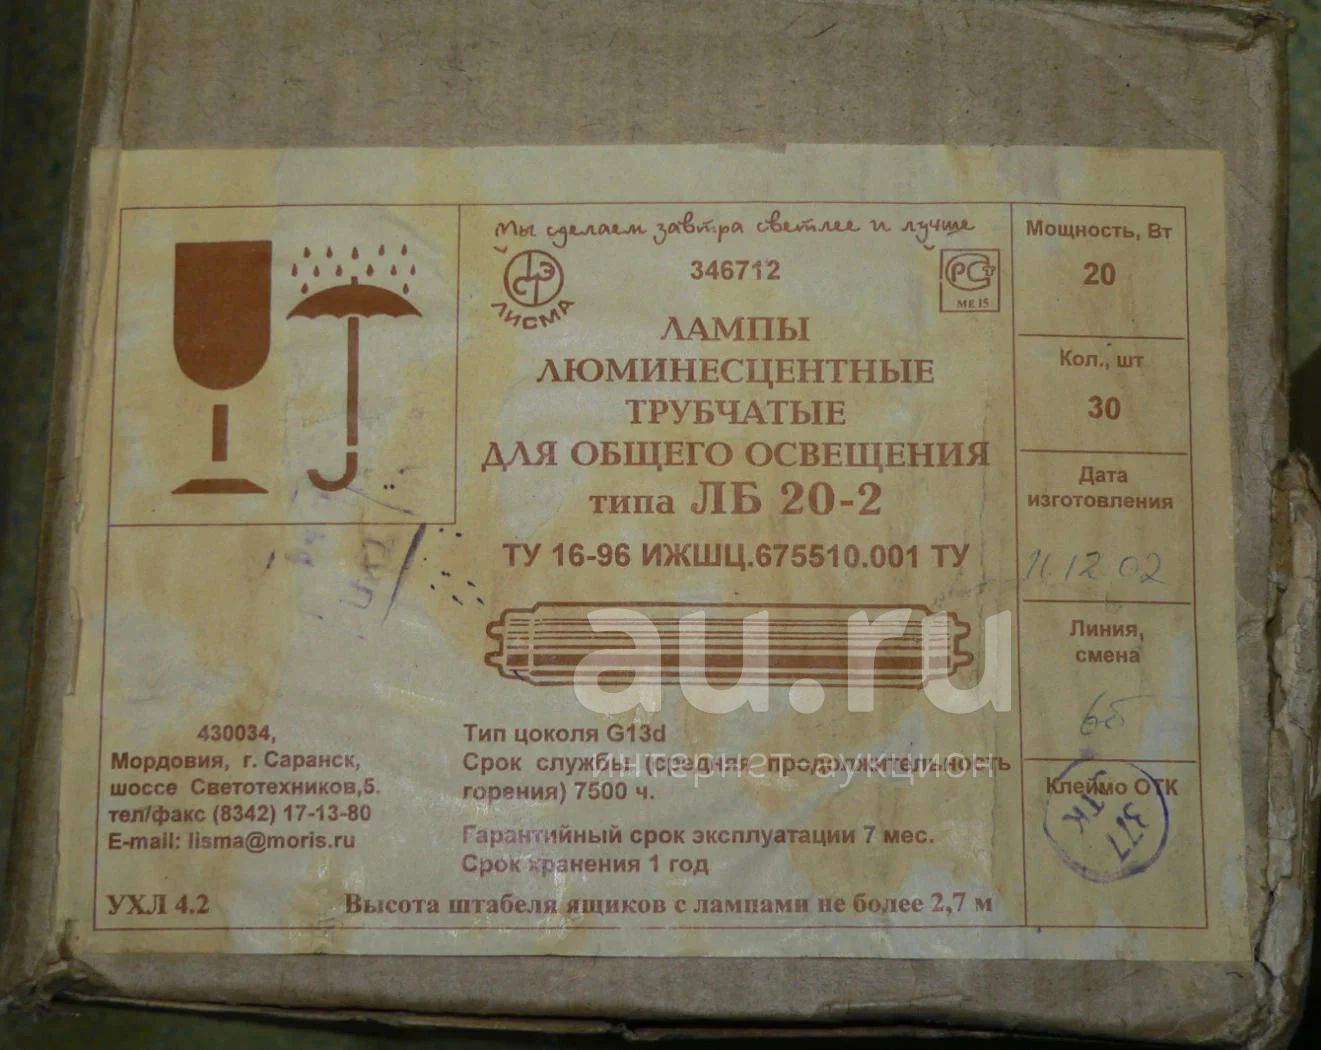 Мы сделаем завтра светлее и лучше
СЭТ
ЛИСМА
346712
РСТ
МЕ15
ЛАМПЫ
ЛЮМИНЕСЦЕНТНЫЕ
ТРУБЧАТЫЕ
ДЛЯ ОБЩЕГО ОСВЕЩЕНИЯ
типа ЛБ 20-2
ТУ 16-96 ИЖШЦ.675510.001 ТУ
Мощность, Вт
20
Кол., шт
30
Дата
изготовления
11.12.02
Линия,
смена
6б
Клеймо ОТК
ОТК
377
430034,
Мордовия, г. Саранск,
шоссе Светотехников,5.
тел/факс (8342) 17-13-80
E-mail: lisma@moris.ru
Тип цоколя G13d
Срок службы (средняя продолжительность
горения) 7500 ч.
Гарантийный срок эксплуатации 7 мес.
Срок хранения 1 год
УХЛ 4.2
Высота штабеля ящиков с лампами не более 2,7 м
au.ru
интернет-аукцион